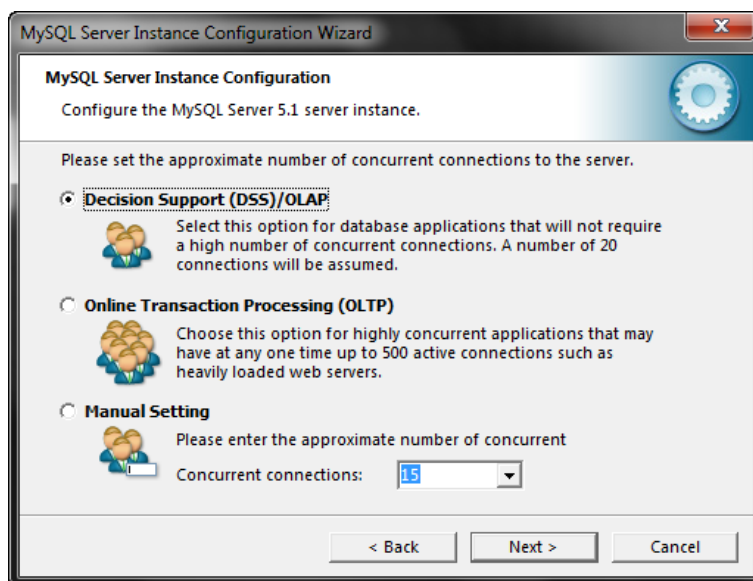 MySQL Server Instance Configuration Wizard
MySQL Server Instance Configuration
Configure the MySQL Server 5.1 server instance.
Please set the approximate number of concurrent connections to the server.
Decision Support (DSS)/OLAP
Select this option for database applications that will not require
a high number of concurrent connections. A number of 20
connections will be assumed.
Online Transaction Processing (OLTP)
Choose this option for highly concurrent applications that may
have at any one time up to 500 active connections such as
heavily loaded web servers.
Manual Setting
Please enter the approximate number of concurrent
Concurrent connections: 15
< Back Next > Cancel